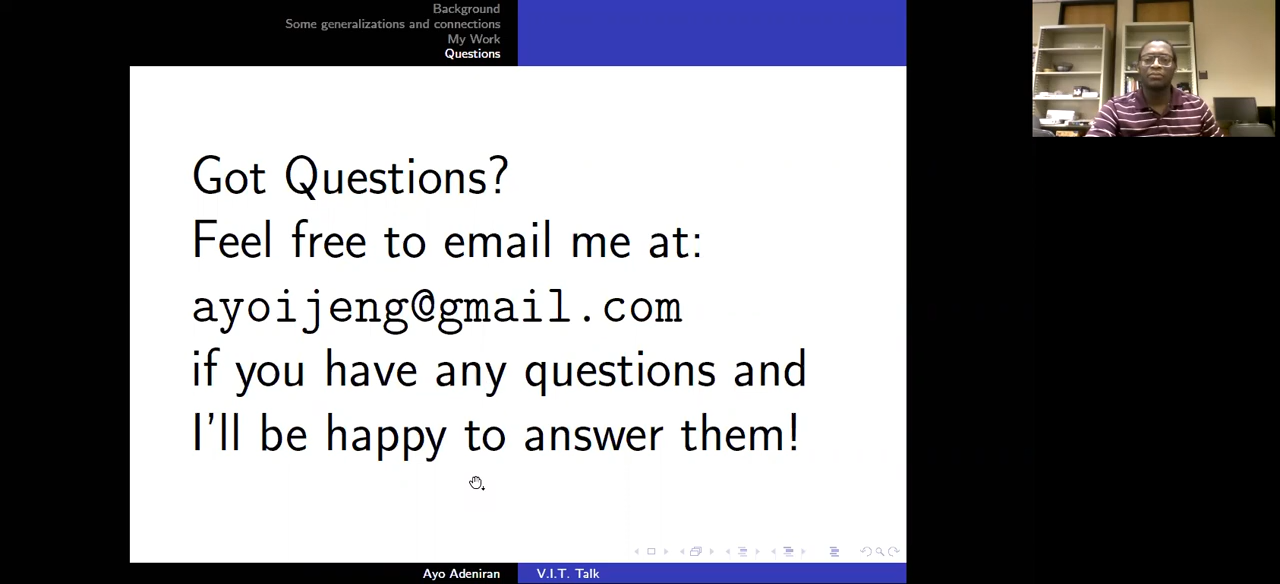 Background
Some generalizations and connections
My Work
Questions
Got Questions?
Feel free to email me at:
ayoijeng@gmail.com
if you have any questions and
I'll be happy to answer them!
Ayo Adeniran
V.I.T. Talk